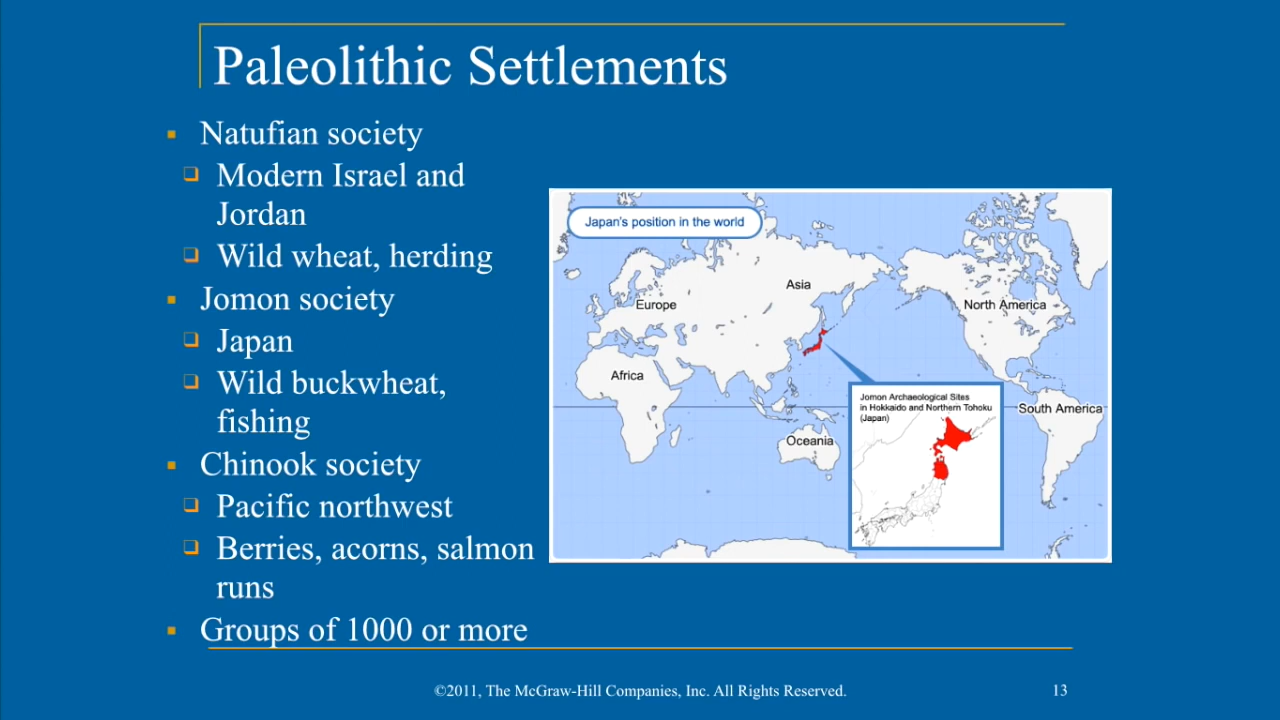 Paleolithic Settlements
Natufian society
Modern Israel and
Jordan
Wild wheat, herding
Jomon society
Japan
Wild buckwheat,
fishing
Chinook society
Pacific northwest
Berries, acorns, salmon
runs
Groups of 1000 or more
Japan's position in the world
Asia
Europe
North America
Africa
South America
Oceania
Jomon Archaeological Sites
in Hokkaido and Northern Tohoku
(Japan)
©2011, The McGraw-Hill Companies, Inc. All Rights Reserved.
13